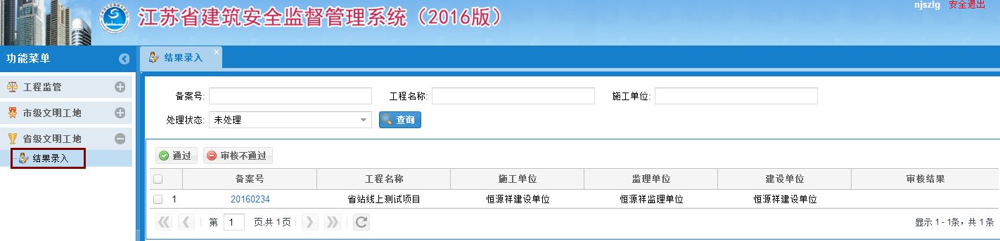 njszlg 安全退出
江苏省建筑安全监督管理系统（2016版）
功能菜单
结果录入
工程监管
市级文明工地
省级文明工地
结果录入
备案号: 工程名称: 施工单位:
处理状态: 未处理 查询
通过 审核不通过
备案号 工程名称 施工单位 监理单位 建设单位 审核结果
1 20160234 省站线上测试项目 恒源祥建设单位 恒源祥监理单位 恒源祥建设单位
第 1 页,共 1 页 显示 1 - 1条，共 1 条